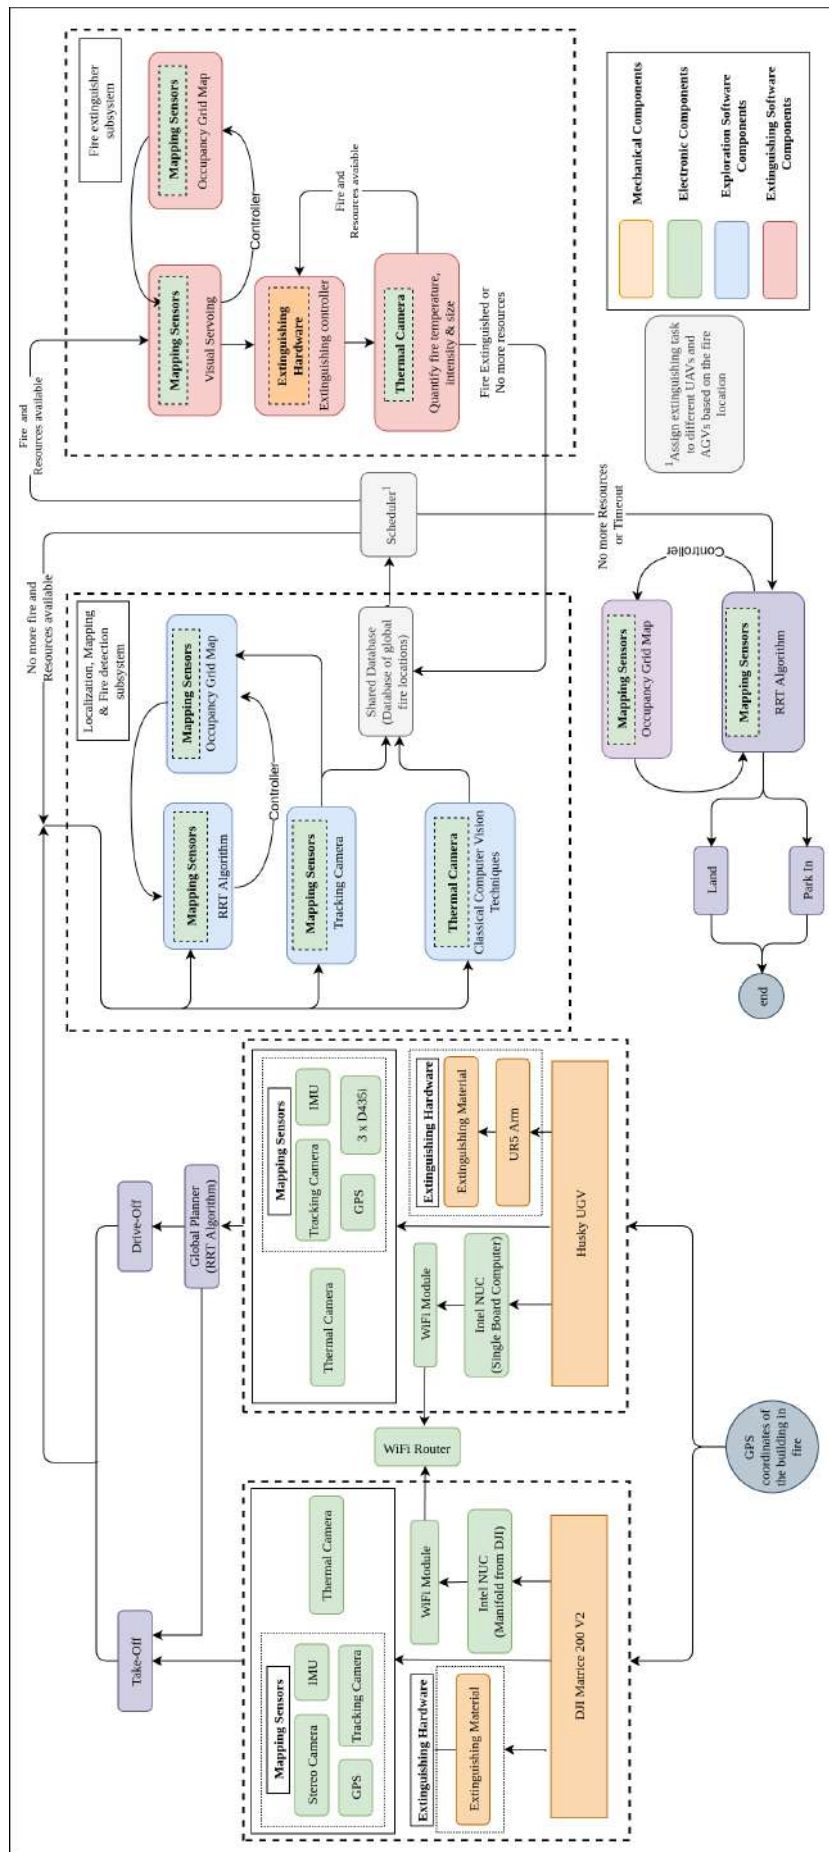 GPS
coordinates of
the building in
fire
DJI Matrice 200 V2
Extinguishing Hardware
Extinguishing Material
Intel NUC
(Manifold from DJI)
WiFi Module
Mapping Sensors
Stereo Camera
IMU
GPS
Tracking Camera
Thermal Camera
WiFi Router
Husky UGV
Intel NUC
(Single Board Computer)
WiFi Module
Extinguishing Hardware
Extinguishing Material
UR5 Arm
Thermal Camera
Mapping Sensors
Tracking Camera
IMU
GPS
3 x D435i
Take-Off
Global Planner
(RRT Algorithm)
Drive-Off
No more fire and
Resources available
Localization, Mapping
& Fire detection
subsystem
Mapping Sensors
RRT Algorithm
Mapping Sensors
Occupancy Grid Map
Controller
Mapping Sensors
Tracking Camera
Thermal Camera
Classical Computer Vision
Techniques
Shared Database
(Database of global
fire locations)
Scheduler1
Fire and
Resources available
Fire extinguisher
subsystem
Mapping Sensors
Visual Servoing
Mapping Sensors
Occupancy Grid Map
Controller
Extinguishing
Hardware
Extinguishing controller
Fire and
Resources avaiable
Thermal Camera
Quantify fire temperature,
intensity & size
Fire Extinguished or
No more resources
No more Resources
or Timeout
Mapping Sensors
Occupancy Grid Map
Controller
Mapping Sensors
RRT Algorithm
Land
Park In
end
1Assign extinguishing task
to different UAVs and
AGVs based on the fire
location
Mechanical Components
Electronic Components
Exploration Software
Components
Extinguishing Software
Components